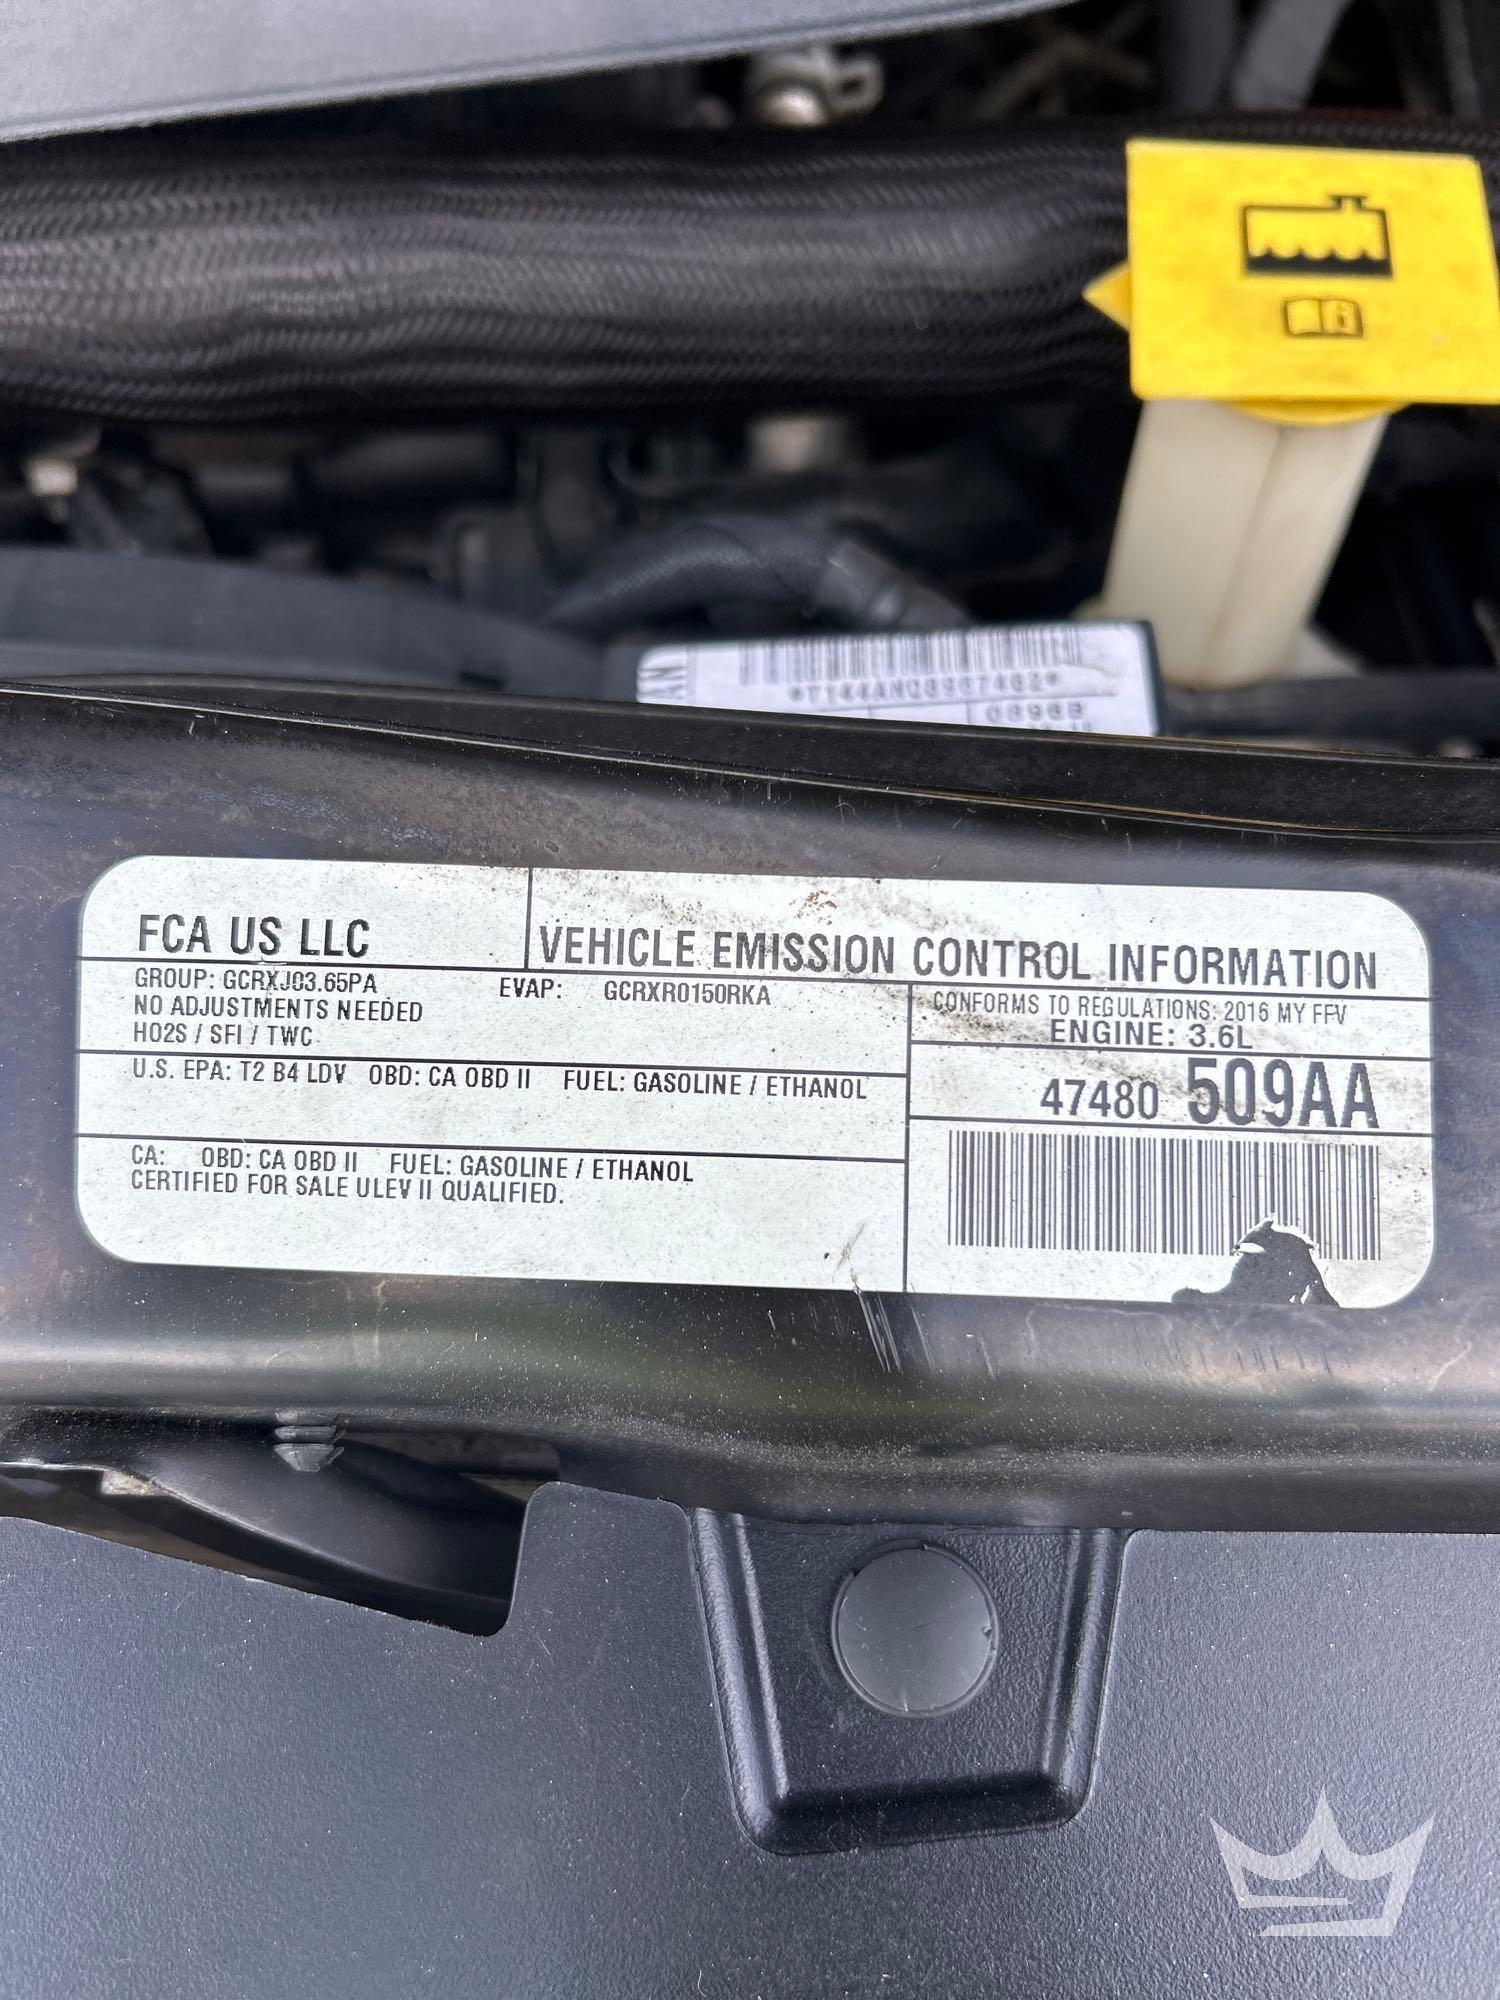 FCA US LLC
VEHICLE EMISSION CONTROL INFORMATION
GROUP: GCRXJ03.65PA EVAP: GCRXR0150RKA
NO ADJUSTMENTS NEEDED
HO2S / SFI / TWC
CONFORMS TO REGULATIONS: 2016 MY FFV
ENGINE: 3.6L
U.S. EPA: T2 B4 LDV OBD: CA OBD II FUEL: GASOLINE / ETHANOL
47480 509AA
CA: OBD: CA OBD II FUEL: GASOLINE / ETHANOL
CERTIFIED FOR SALE ULEV II QUALIFIED.